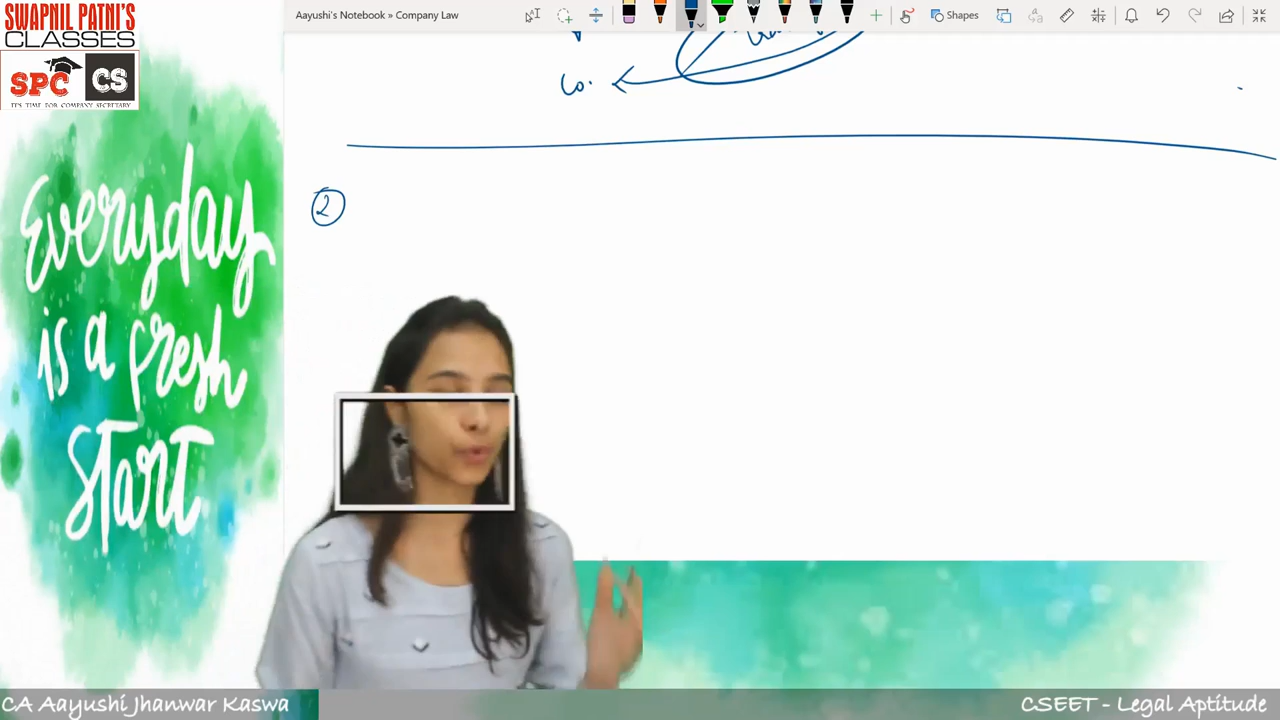 SWAPNIL PATNI'S
CLASSES
SPC CS
IT'S TIME FOR COMPANY SECRETARY
Aayushi's Notebook » Company Law
Shapes
Co.
2
Everyday
is a fresh
Start
CA Aayushi Jhanwar Kaswa
CSEET - Legal Aptitude